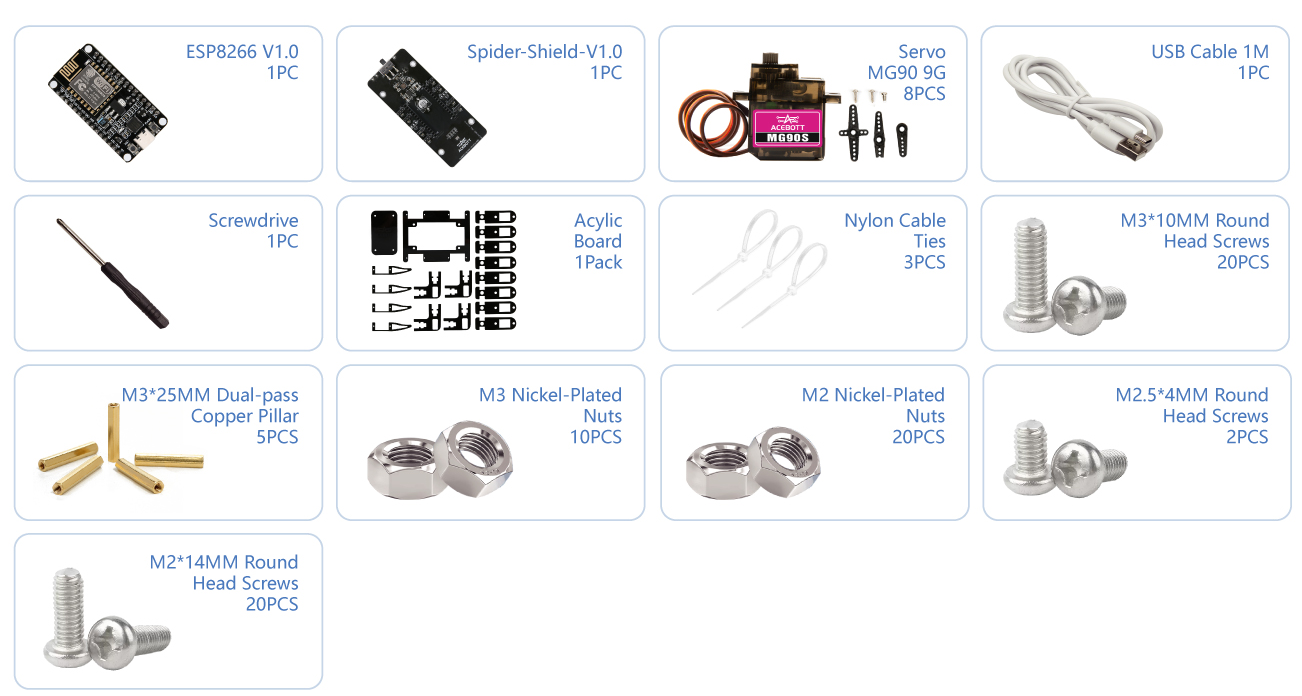 ESP8266 V1.0
1PC
Spider-Shield-V1.0
1PC
Servo
MG90 9G
8PCS
ACEBOTT
MG90S
USB Cable 1M
1PC
Screwdrive
1PC
Acylic
Board
1Pack
Nylon Cable
Ties
3PCS
M3*10MM Round
Head Screws
20PCS
M3*25MM Dual-pass
Copper Pillar
5PCS
M3 Nickel-Plated
Nuts
10PCS
M2 Nickel-Plated
Nuts
20PCS
M2.5*4MM Round
Head Screws
2PCS
M2*14MM Round
Head Screws
20PCS